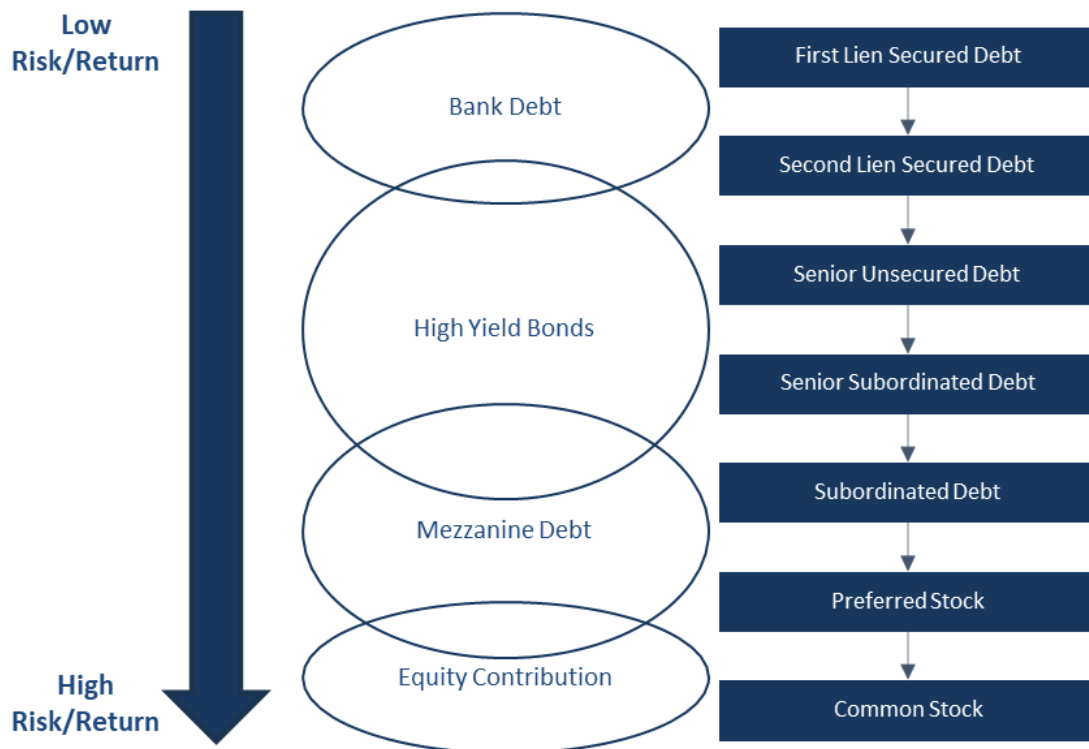 Low
Risk/Return
Bank Debt
High Yield Bonds
Mezzanine Debt
Equity Contribution
High
Risk/Return
First Lien Secured Debt
Second Lien Secured Debt
Senior Unsecured Debt
Senior Subordinated Debt
Subordinated Debt
Preferred Stock
Common Stock